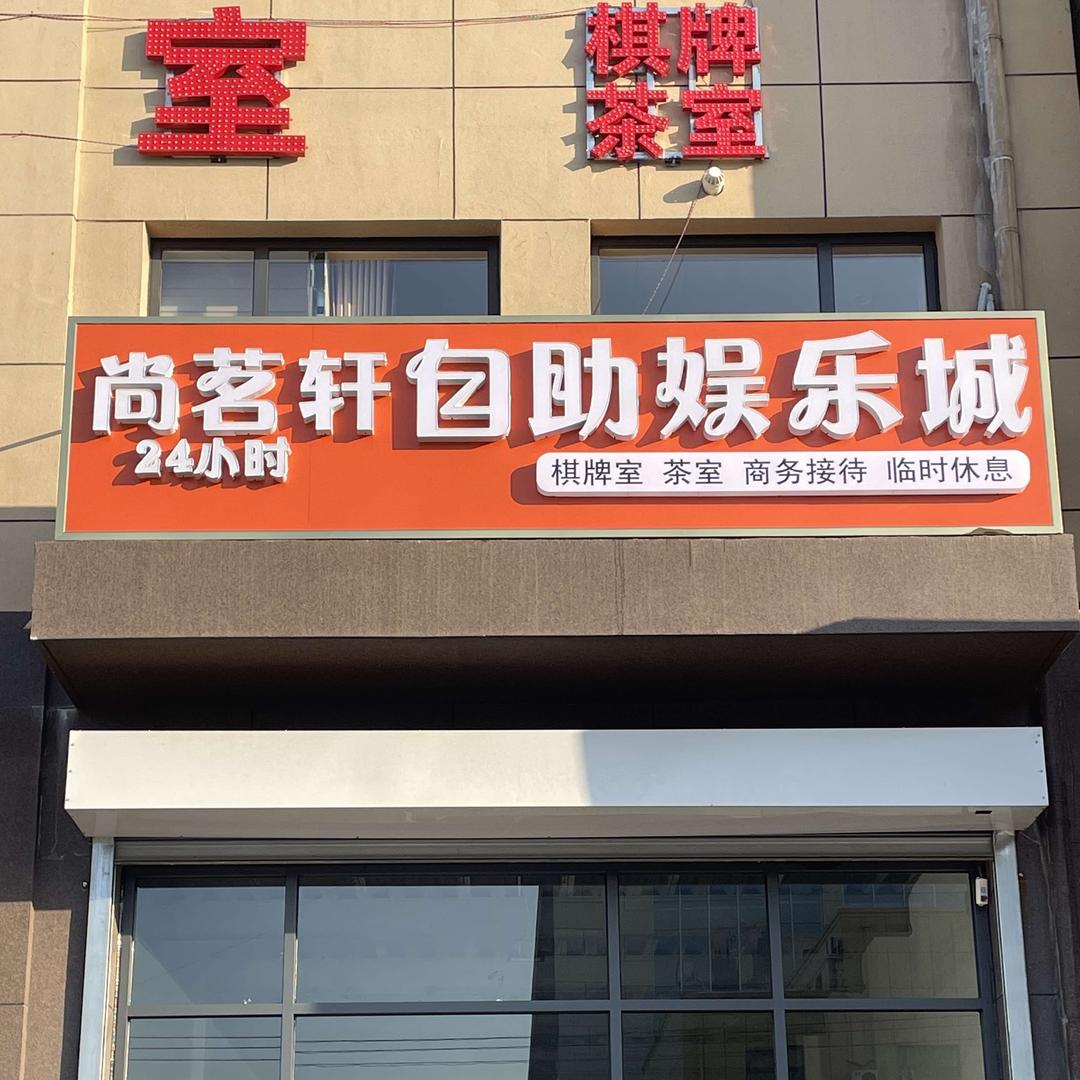 室
棋牌
茶室
尚茗轩自助娱乐城
24小时
棋牌室 茶室 商务接待 临时休息